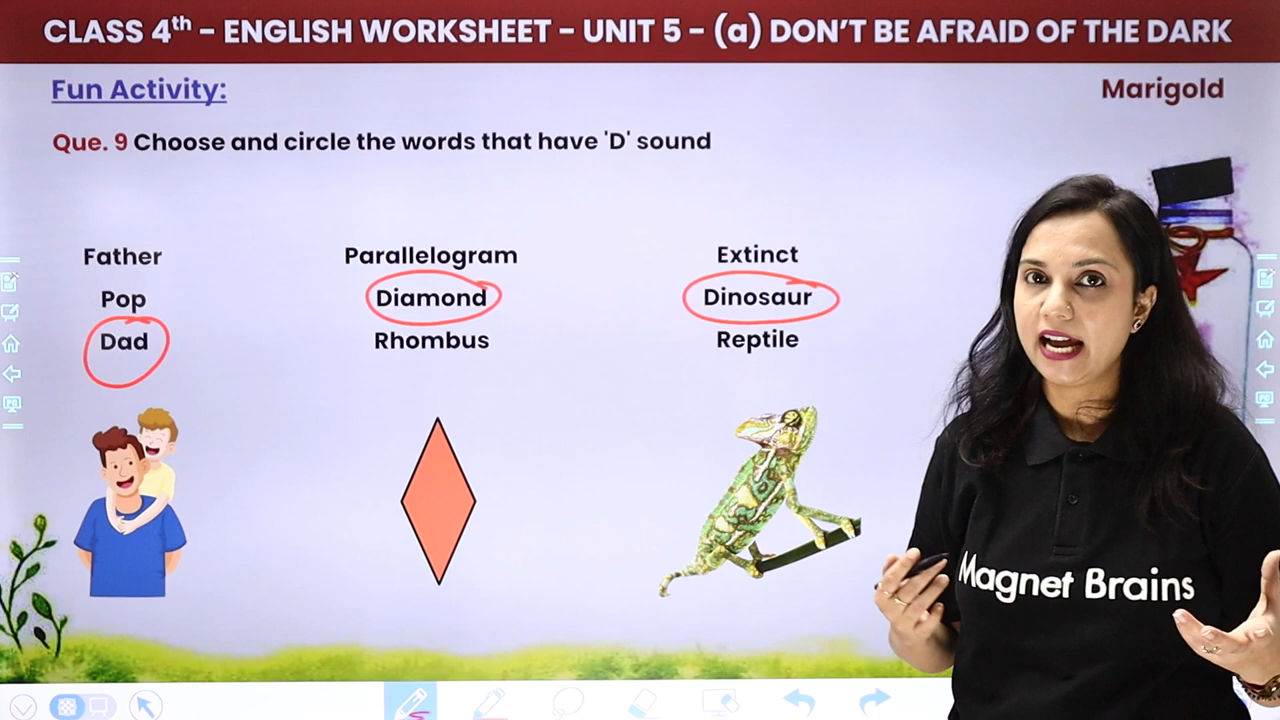 CLASS 4th – ENGLISH WORKSHEET – UNIT 5 – (a) DON'T BE AFRAID OF THE DARK
Fun Activity:
Marigold
Que. 9 Choose and circle the words that have 'D' sound
Father
Pop
Dad
Parallelogram
Diamond
Rhombus
Extinct
Dinosaur
Reptile
Magnet Brains